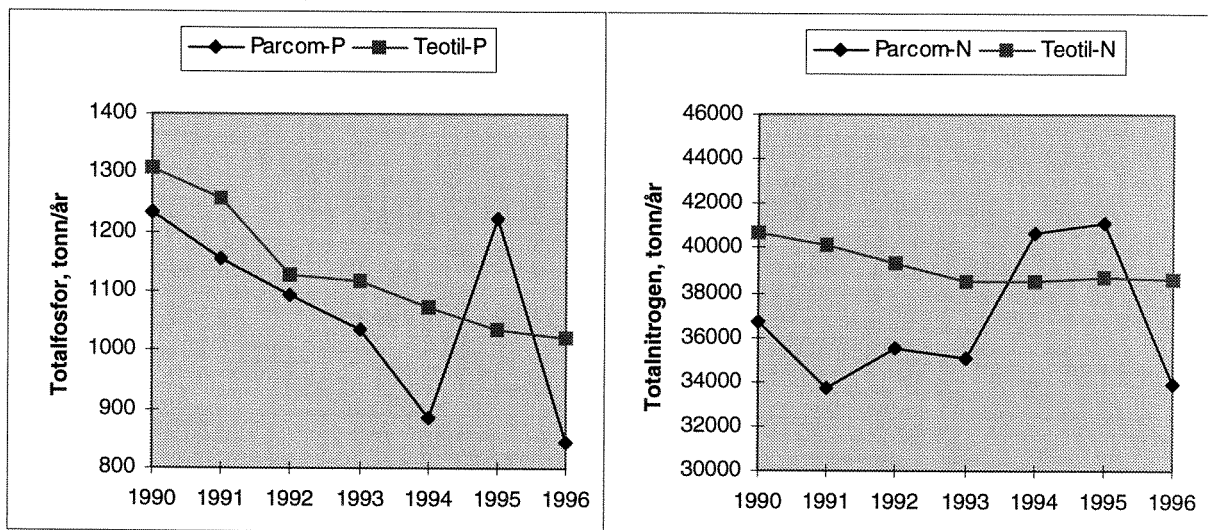 Parcom-P Teotil-P
Totalfosfor, tonn/år
1400
1300
1200
1100
1000
900
800
1990 1991 1992 1993 1994 1995 1996
Parcom-N Teotil-N
Totalnitrogen, tonn/år
46000
44000
42000
40000
38000
36000
34000
32000
30000
1990 1991 1992 1993 1994 1995 1996